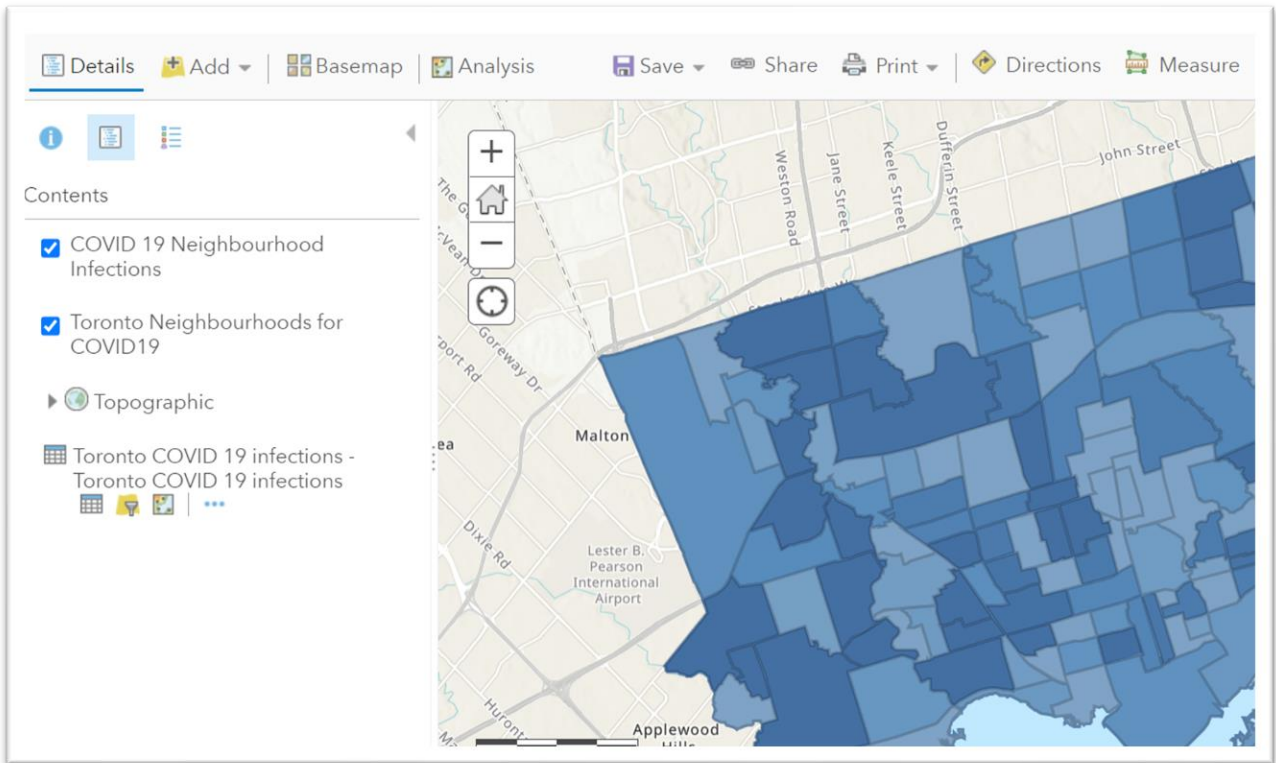 Details Add Basemap Analysis Save Share Print Directions Measure
Contents
COVID 19 Neighbourhood
Infections
Toronto Neighbourhoods for
COVID19
Topographic
Toronto COVID 19 infections -
Toronto COVID 19 infections
Weston Road
Jane Street
Keele Street
Dufferin Street
John Street
Goreway Dr
Malton
Dixie Rd
Lester B.
Pearson
International
Airport
Applewood
Hills